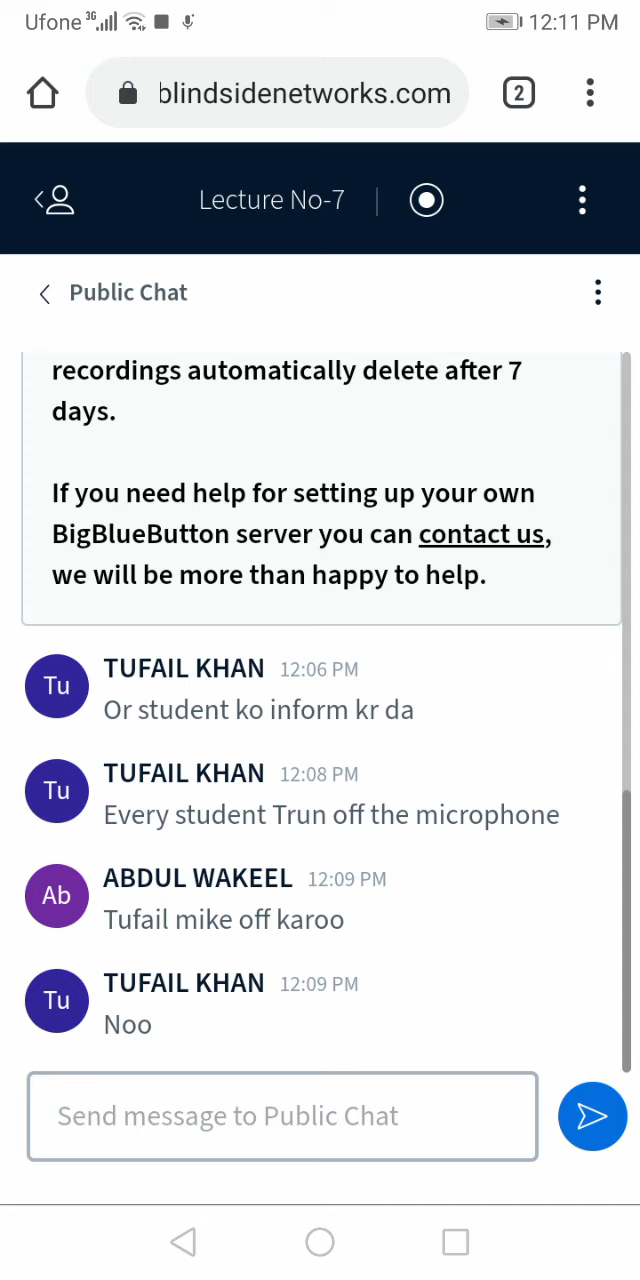 Ufone 3G 12:11 PM
blindsidenetworks.com 2
Lecture No-7
Public Chat
recordings automatically delete after 7
days.
If you need help for setting up your own
BigBlueButton server you can contact us,
we will be more than happy to help.
Tu TUFAIL KHAN 12:06 PM
Or student ko inform kr da
Tu TUFAIL KHAN 12:08 PM
Every student Trun off the microphone
Ab ABDUL WAKEEL 12:09 PM
Tufail mike off karoo
Tu TUFAIL KHAN 12:09 PM
Noo
Send message to Public Chat